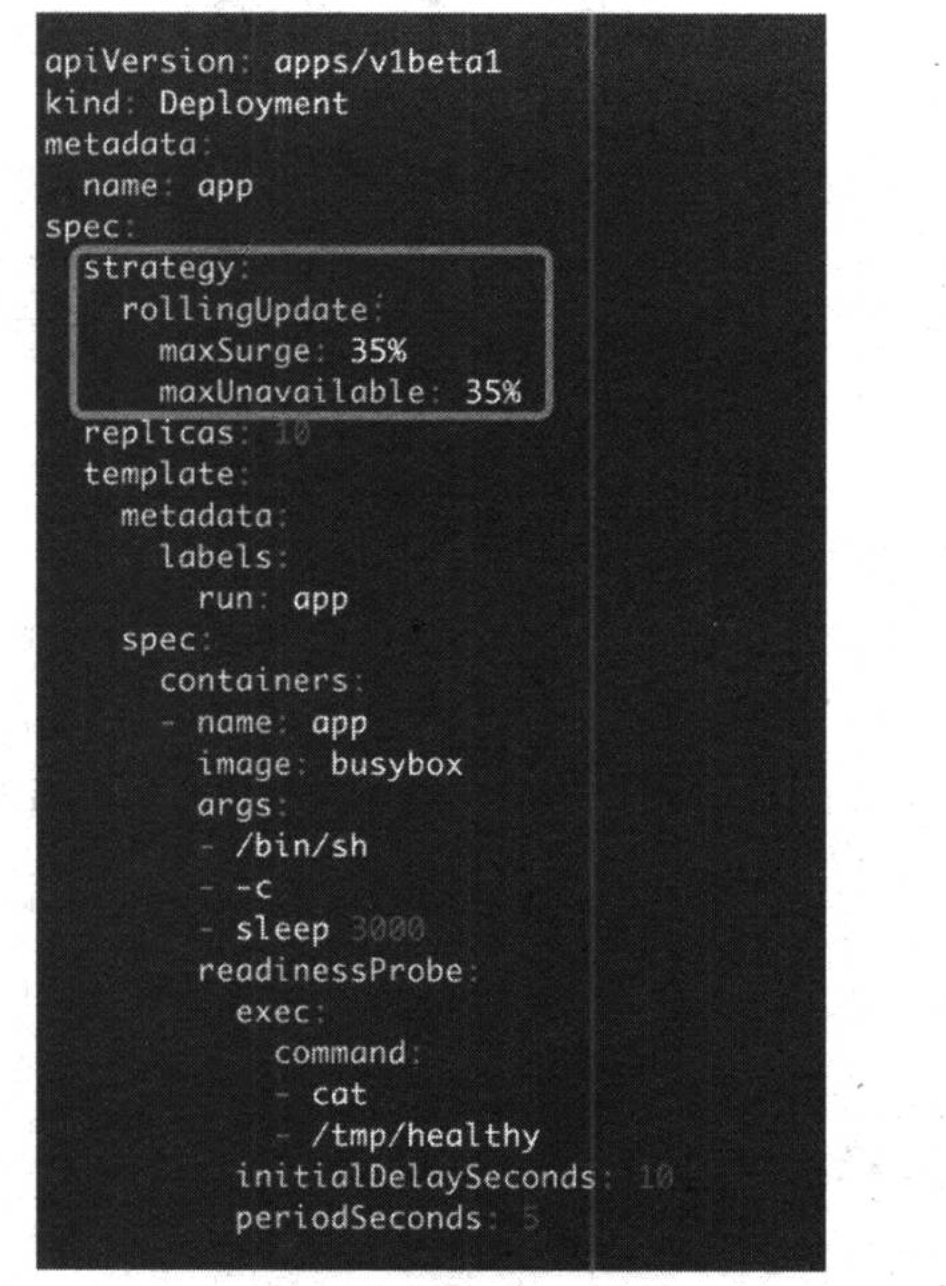 apiVersion: apps/v1beta1
kind: Deployment
metadata:
  name: app
spec:
  strategy:
    rollingUpdate:
      maxSurge: 35%
      maxUnavailable: 35%
  replicas: 10
  template:
    metadata:
      labels:
        run: app
    spec:
      containers:
      - name: app
        image: busybox
        args:
        - /bin/sh
        - -c
        - sleep 3000
        readinessProbe:
          exec:
            command:
            - cat
            - /tmp/healthy
          initialDelaySeconds: 10
          periodSeconds: 5